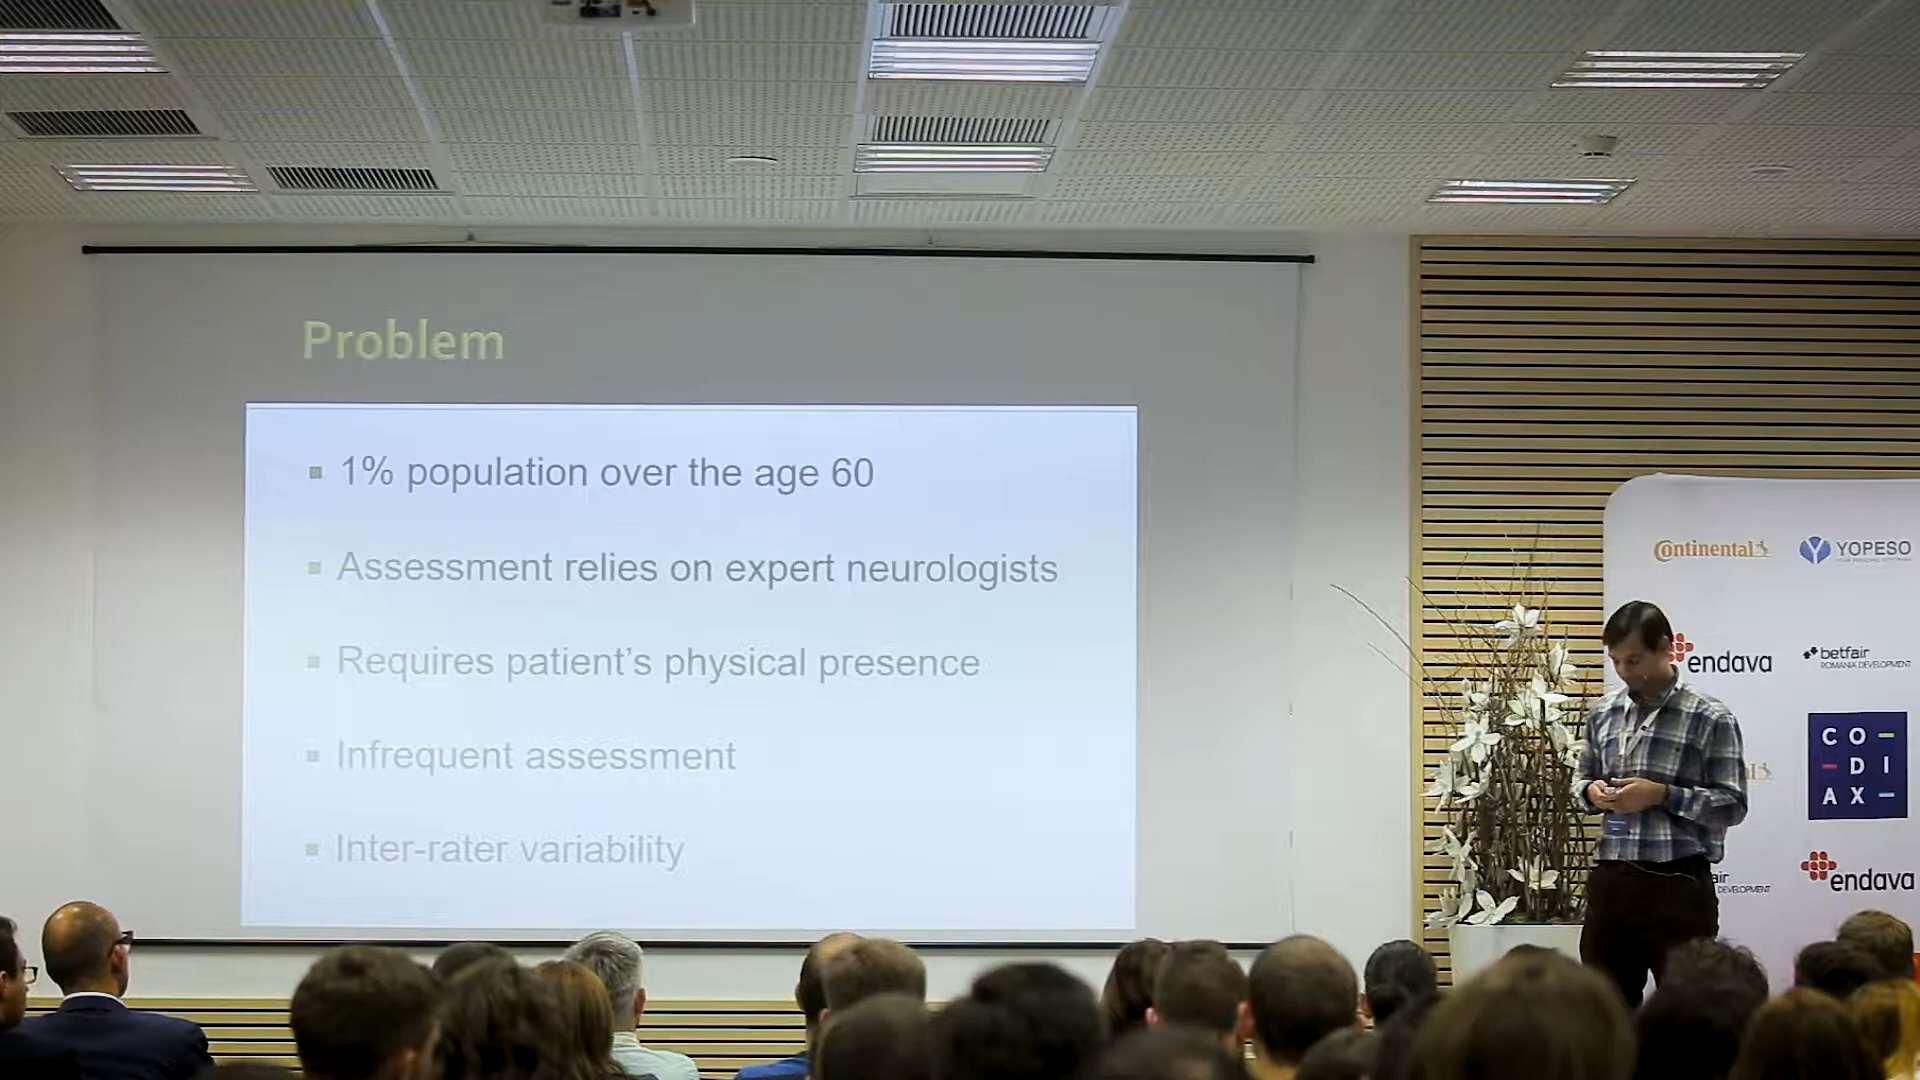 Problem
1% population over the age 60
Assessment relies on expert neurologists
Requires patient's physical presence
Infrequent assessment
Inter-rater variability
Continental
YOPESO
endava
betfair
ROMANIA DEVELOPMENT
CO
DI
AX
DEVELOPMENT
endava